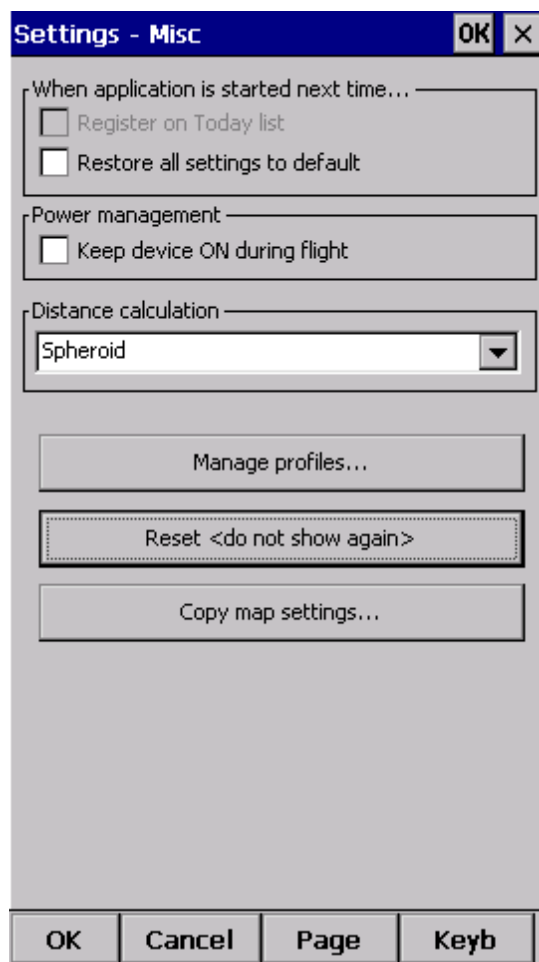 Settings - Misc OK ×
When application is started next time...
Register on Today list
Restore all settings to default
Power management
Keep device ON during flight
Distance calculation
Spheroid
Manage profiles...
Reset <do not show again>
Copy map settings...
OK Cancel Page Keyb